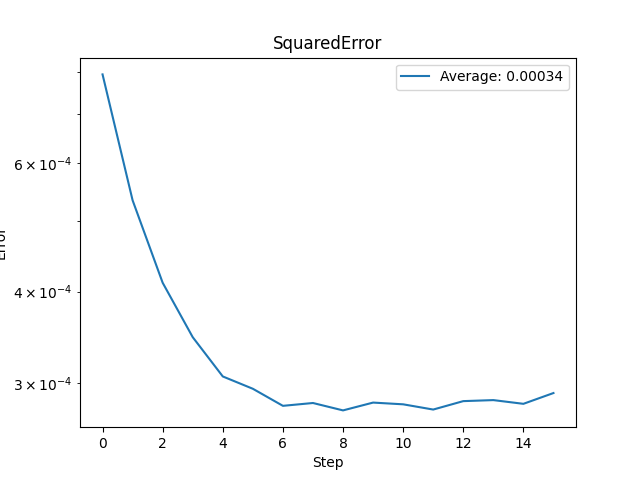 SquaredError
Average: 0.00034
6 × 10⁻⁴
4 × 10⁻⁴
3 × 10⁻⁴
Error
0 2 4 6 8 10 12 14
Step